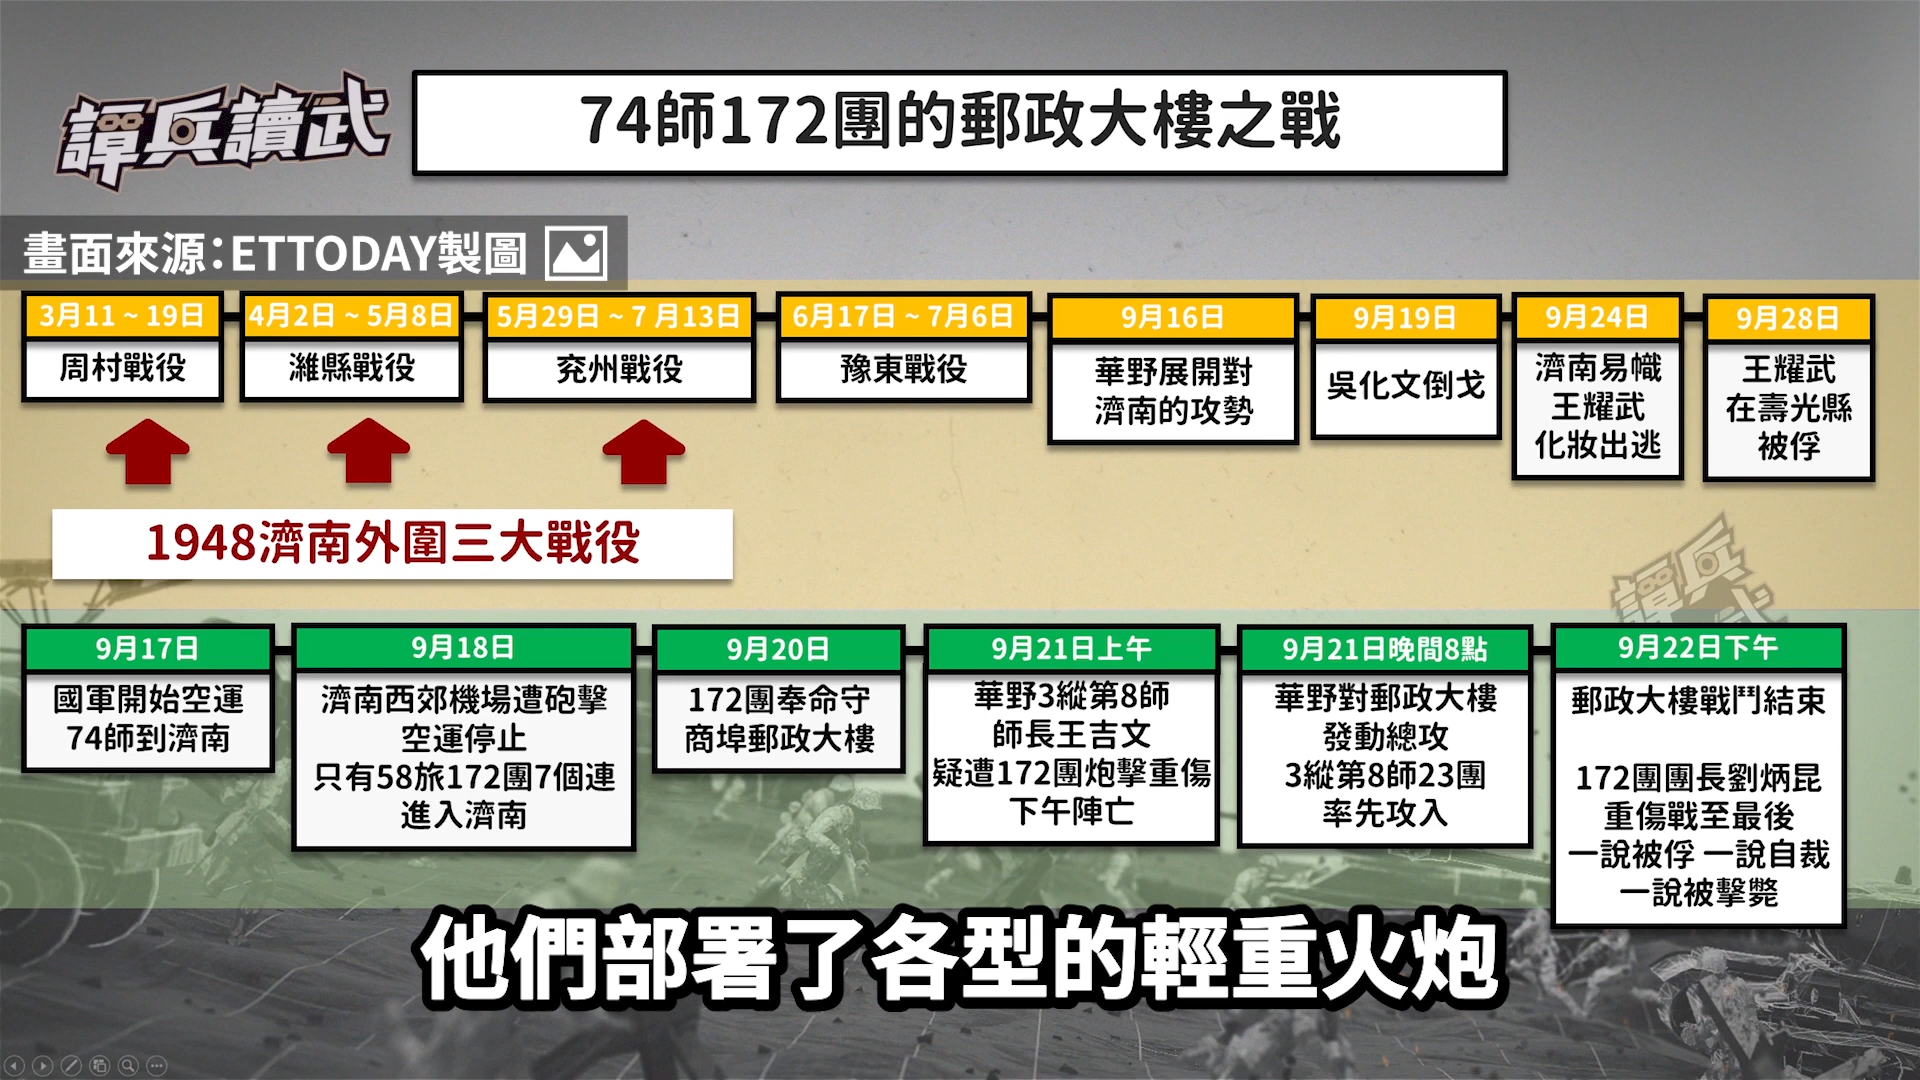 譚兵讀武
74師172團的郵政大樓之戰
畫面來源:ETTODAY製圖
3月11 ~ 19日
周村戰役
4月2日 ~ 5月8日
濰縣戰役
5月29日 ~ 7 月13日
兗州戰役
6月17日 ~ 7月6日
豫東戰役
9月16日
華野展開對
濟南的攻勢
9月19日
吳化文倒戈
9月24日
濟南易幟
王耀武
化妝出逃
9月28日
王耀武
在壽光縣
被俘
1948濟南外圍三大戰役
譚兵
武
9月17日
國軍開始空運
74師到濟南
9月18日
濟南西郊機場遭砲擊
空運停止
只有58旅172團7個連
進入濟南
9月20日
172團奉命守
商埠郵政大樓
9月21日上午
華野3縱第8師
師長王吉文
疑遭172團炮擊重傷
下午陣亡
9月21日晚間8點
華野對郵政大樓
發動總攻
3縱第8師23團
率先攻入
9月22日下午
郵政大樓戰鬥結束
172團團長劉炳昆
重傷戰至最後
一說被俘 一說自裁
一說被擊斃
他們部署了各型的輕重火炮